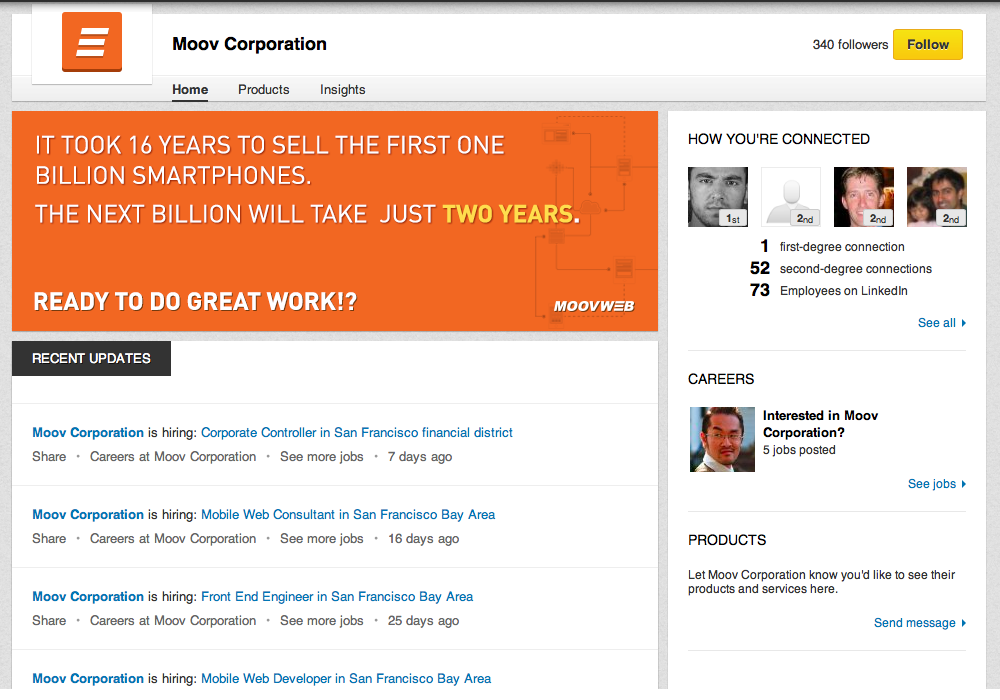 Moov Corporation
340 followers
Follow
Home Products Insights
IT TOOK 16 YEARS TO SELL THE FIRST ONE
BILLION SMARTPHONES.
THE NEXT BILLION WILL TAKE JUST TWO YEARS.
READY TO DO GREAT WORK!?
MOOVWEB
RECENT UPDATES
Moov Corporation is hiring: Corporate Controller in San Francisco financial district
Share • Careers at Moov Corporation • See more jobs • 7 days ago
Moov Corporation is hiring: Mobile Web Consultant in San Francisco Bay Area
Share • Careers at Moov Corporation • See more jobs • 16 days ago
Moov Corporation is hiring: Front End Engineer in San Francisco Bay Area
Share • Careers at Moov Corporation • See more jobs • 25 days ago
Moov Corporation is hiring: Mobile Web Developer in San Francisco Bay Area
HOW YOU'RE CONNECTED
1st 2nd 2nd 2nd
1 first-degree connection
52 second-degree connections
73 Employees on LinkedIn
See all
CAREERS
Interested in Moov
Corporation?
5 jobs posted
See jobs
PRODUCTS
Let Moov Corporation know you'd like to see their
products and services here.
Send message